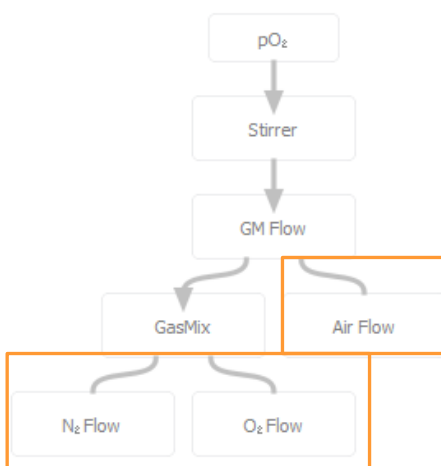 pO₂
Stirrer
GM Flow
GasMix
Air Flow
N₂ Flow
O₂ Flow